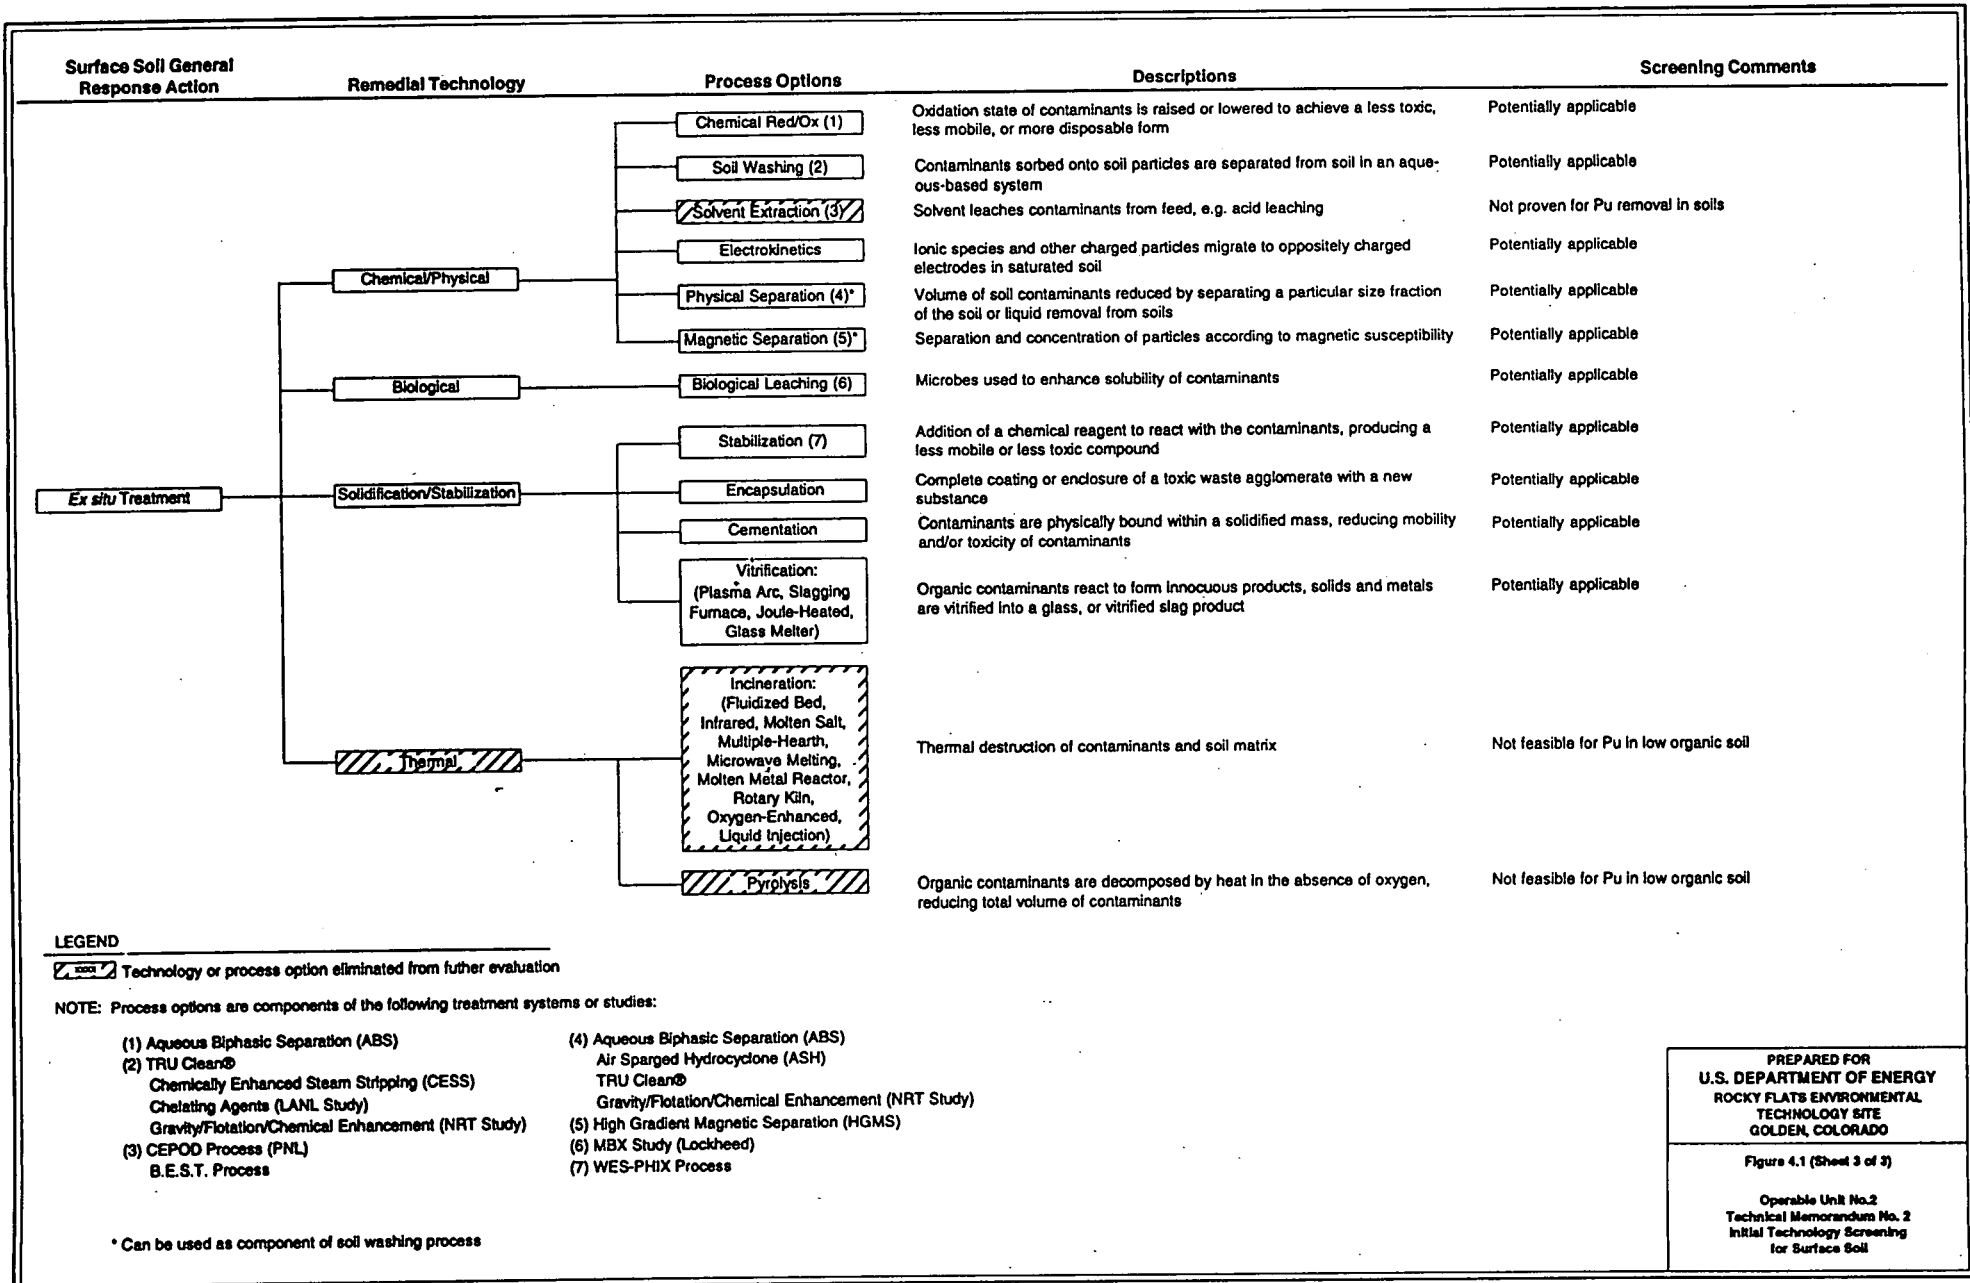 Surface Soil General
Response Action
Remedial Technology
Process Options
Descriptions
Screening Comments
Chemical Red/Ox (1)
Oxidation state of contaminants is raised or lowered to achieve a less toxic,
less mobile, or more disposable form
Potentially applicable
Soil Washing (2)
Contaminants sorbed onto soil particles are separated from soil in an aque-
ous-based system
Potentially applicable
Solvent Extraction (3)
Solvent leaches contaminants from feed, e.g. acid leaching
Not proven for Pu removal in soils
Electrokinetics
Ionic species and other charged particles migrate to oppositely charged
electrodes in saturated soil
Potentially applicable
Chemical/Physical
Physical Separation (4)*
Volume of soil contaminants reduced by separating a particular size fraction
of the soil or liquid removal from soils
Potentially applicable
Magnetic Separation (5)*
Separation and concentration of particles according to magnetic susceptibility
Potentially applicable
Biological
Biological Leaching (6)
Microbes used to enhance solubility of contaminants
Potentially applicable
Stabilization (7)
Addition of a chemical reagent to react with the contaminants, producing a
less mobile or less toxic compound
Potentially applicable
Ex situ Treatment
Solidification/Stabilization
Encapsulation
Complete coating or enclosure of a toxic waste agglomerate with a new
substance
Potentially applicable
Cementation
Contaminants are physically bound within a solidified mass, reducing mobility
and/or toxicity of contaminants
Potentially applicable
Vitrification:
(Plasma Arc, Slagging
Furnace, Joule-Heated,
Glass Melter)
Organic contaminants react to form innocuous products, solids and metals
are vitrified into a glass, or vitrified slag product
Potentially applicable
Thermal
Incineration:
(Fluidized Bed,
Infrared, Molten Salt,
Multiple-Hearth,
Microwave Melting,
Molten Metal Reactor,
Rotary Kiln,
Oxygen-Enhanced,
Liquid Injection)
Thermal destruction of contaminants and soil matrix
Not feasible for Pu in low organic soil
Pyrolysis
Organic contaminants are decomposed by heat in the absence of oxygen,
reducing total volume of contaminants
Not feasible for Pu in low organic soil
LEGEND
xxxx Technology or process option eliminated from futher evaluation
NOTE: Process options are components of the following treatment systems or studies:
(1) Aqueous Biphasic Separation (ABS)
(2) TRU Clean®
Chemically Enhanced Steam Stripping (CESS)
Chelating Agents (LANL Study)
Gravity/Flotation/Chemical Enhancement (NRT Study)
(3) CEPOD Process (PNL)
B.E.S.T. Process
(4) Aqueous Biphasic Separation (ABS)
Air Sparged Hydrocyclone (ASH)
TRU Clean®
Gravity/Flotation/Chemical Enhancement (NRT Study)
(5) High Gradient Magnetic Separation (HGMS)
(6) MBX Study (Lockheed)
(7) WES-PHIX Process
* Can be used as component of soil washing process
PREPARED FOR
U.S. DEPARTMENT OF ENERGY
ROCKY FLATS ENVIRONMENTAL
TECHNOLOGY SITE
GOLDEN, COLORADO
Figure 4.1 (Sheet 3 of 3)
Operable Unit No.2
Technical Memorandum No. 2
Initial Technology Screening
for Surface Soil